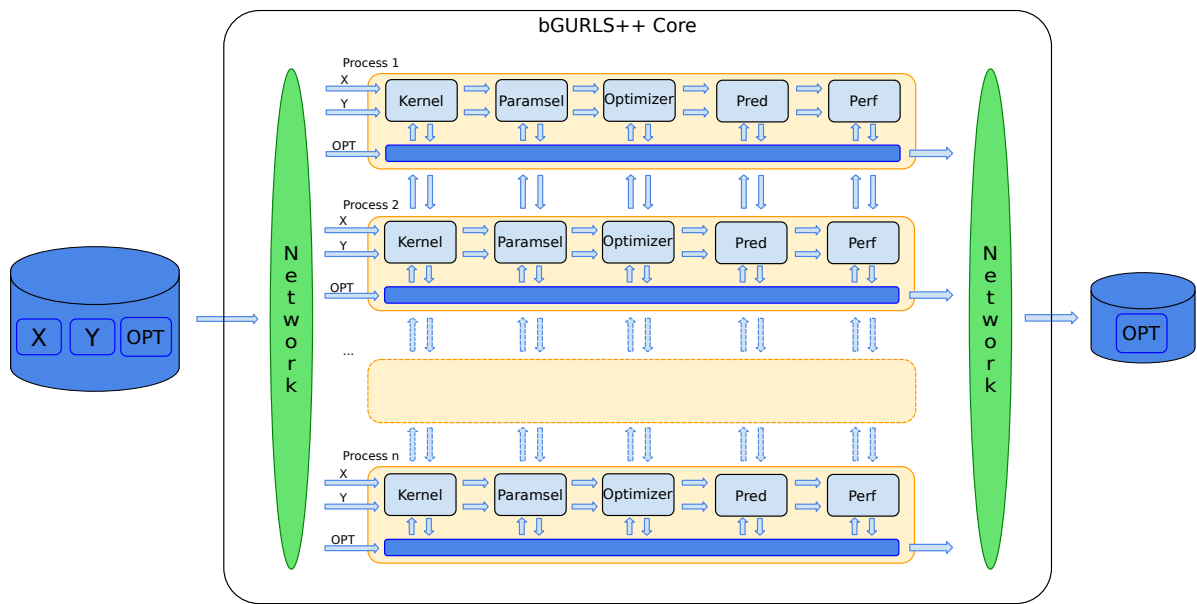 bGURLS++ Core
Process 1
X
Y
OPT
Kernel
Paramsel
Optimizer
Pred
Perf
Process 2
X
Y
OPT
Kernel
Paramsel
Optimizer
Pred
Perf
...
Process n
X
Y
OPT
Kernel
Paramsel
Optimizer
Pred
Perf
Network
Network
X Y OPT
OPT